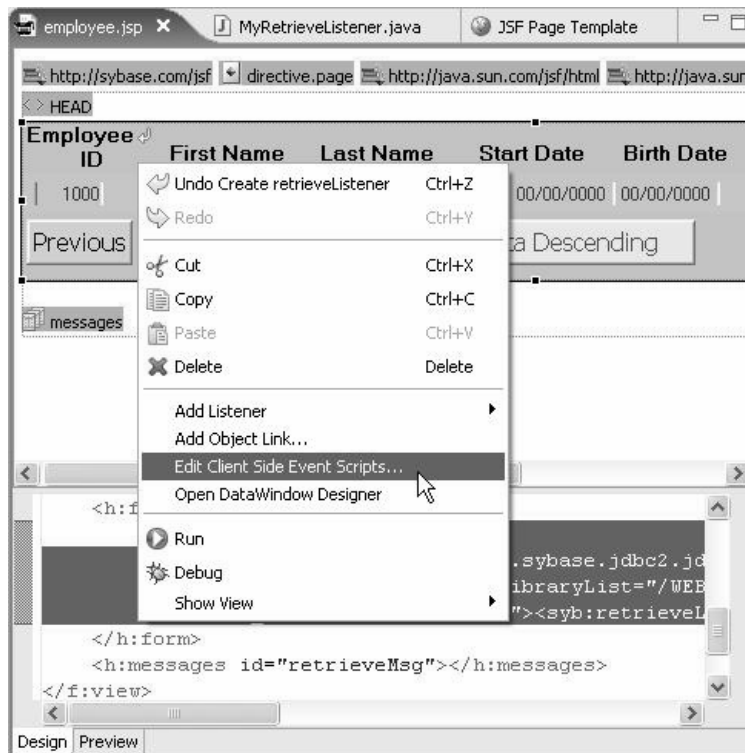 employee.jsp MyRetrieveListener.java JSF Page Template
http://sybase.com/jsf directive.page http://java.sun.com/jsf/html http://java.sun
HEAD
Employee
ID First Name Last Name Start Date Birth Date
1000 00/00/0000 00/00/0000
Previous ta Descending
messages
Undo Create retrieveListener Ctrl+Z
Redo Ctrl+Y
Cut Ctrl+X
Copy Ctrl+C
Paste Ctrl+V
Delete Delete
Add Listener
Add Object Link...
Edit Client Side Event Scripts...
Open DataWindow Designer
Run
Debug
Show View
<h:f
.sybase.jdbc2.jd
ibraryList="/WEB
"><syb:retrieveL
</h:form>
<h:messages id="retrieveMsg"></h:messages>
</f:view>
Design Preview